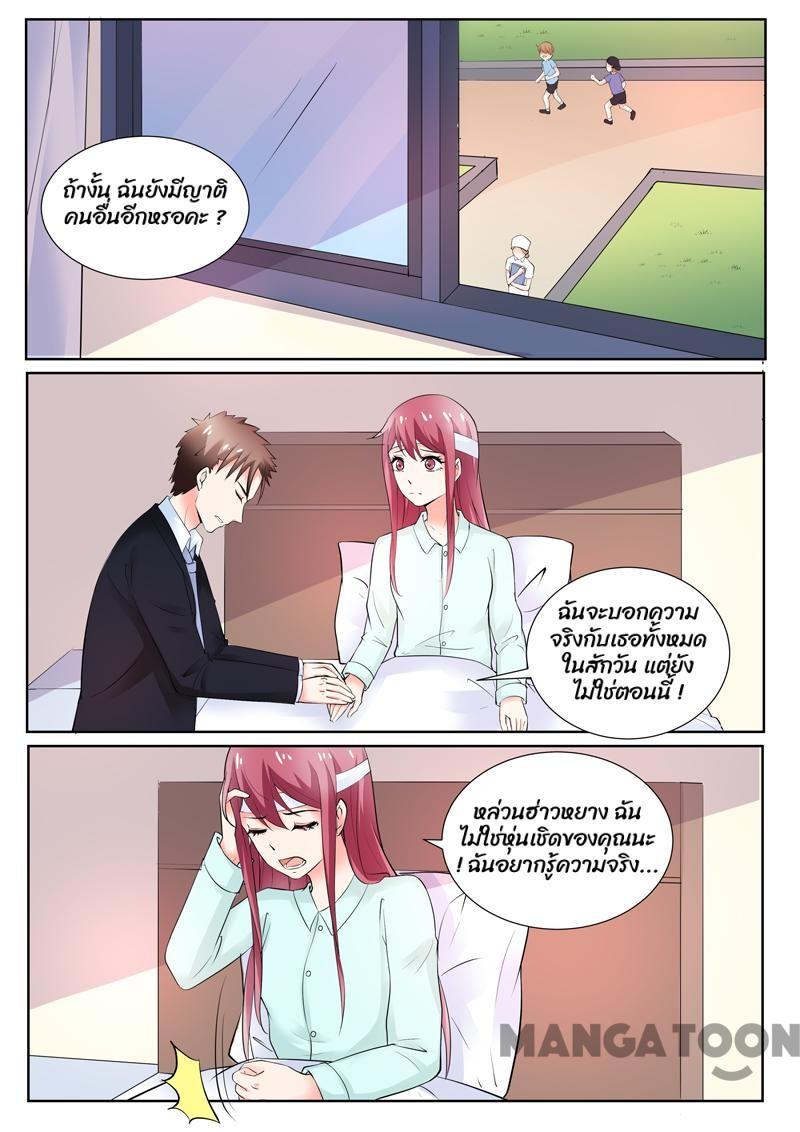 ถ้างั้น ฉันยังมีญาติ
คนอื่นอีกหรอคะ ?
ฉันจะบอกความ
จริงกับเธอทั้งหมด
ในสักวัน แต่ยัง
ไม่ใช่ตอนนี้ !
หล่วนฮ่าวหยาง ฉัน
ไม่ใช่หุ่นเชิดของคุณนะ
! ฉันอยากรู้ความจริง...
MANGATOON